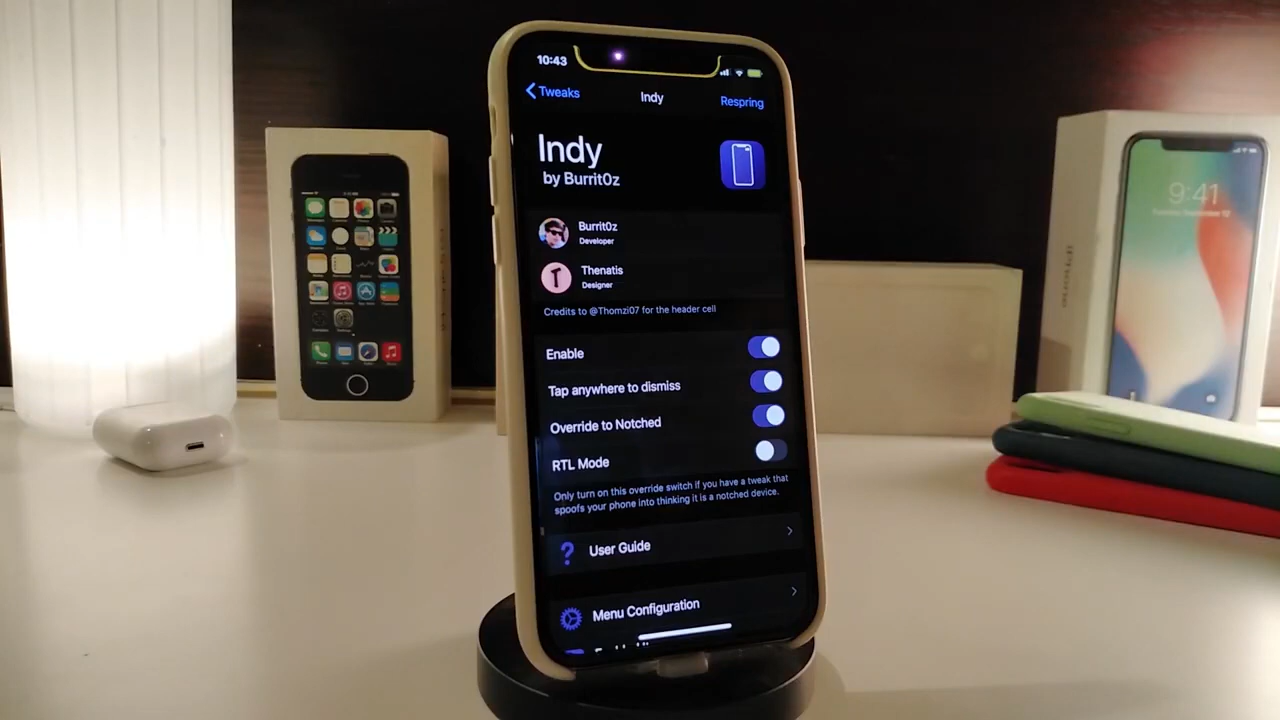 10:43
Tweaks
Indy
Respring
Indy
by Burrit0z
Burrit0z
Developer
Thenatis
Designer
Credits to @Thomzi07 for the header cell
Enable
Tap anywhere to dismiss
Override to Notched
RTL Mode
Only turn on this override switch if you have a tweak that
spoofs your phone into thinking it is a notched device.
? User Guide
Menu Configuration
9:41
iPhone